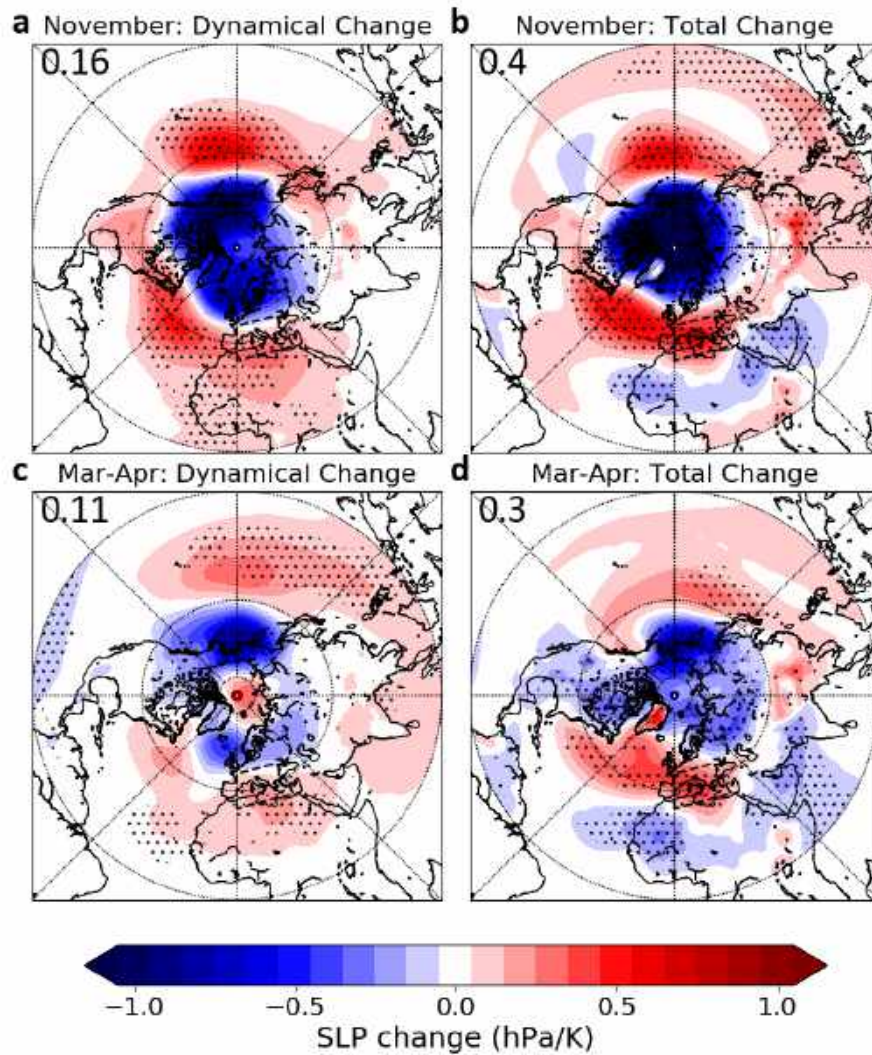 a November: Dynamical Change
b November: Total Change
0.16
0.4
c Mar-Apr: Dynamical Change
d Mar-Apr: Total Change
0.11
0.3
−1.0 −0.5 0.0 0.5 1.0
SLP change (hPa/K)